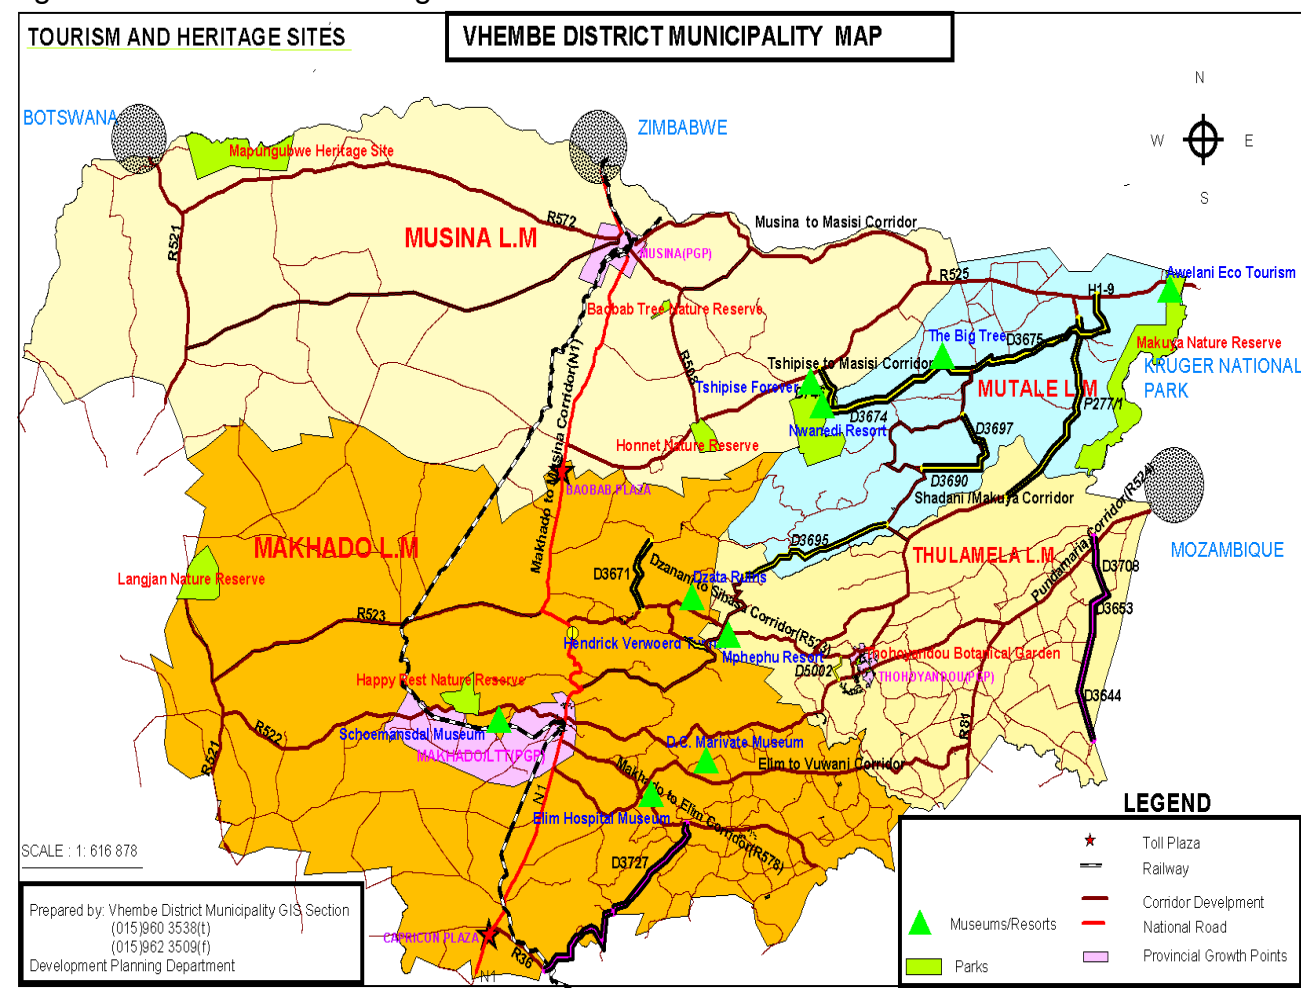 TOURISM AND HERITAGE SITES
VHEMBE DISTRICT MUNICIPALITY MAP
N
W
E
S
BOTSWANA
ZIMBABWE
Mapungubwe Heritage Site
R572
R521
MUSINA L.M
MUSINA(PGP)
Musina to Masisi Corridor
R525
H1-9
Awelani Eco Tourism
Baobab Tree Nature Reserve
The Big Tree
D3675
Makuya Nature Reserve
KRUGER NATIONAL
PARK
Tshipise to Masisi Corridor
R508
Tshipise Forever
MUTALE L.M
P277/1
D3674
Nwanedi Resort
D3697
Honnet Nature Reserve
D3690
Makhado to Musina Corridor(N1)
BAOBAB PLAZA
Shadani /Makuya Corridor
Pundamaria Corridor(R524)
MOZAMBIQUE
MAKHADO L.M
D3695
THULAMELA L.M
D3708
Langjan Nature Reserve
D3671
Dzata Ruins
Dzanani to Sibasa Corridor(R523)
D3653
R523
Hendrick Verwoerd
Mphephu Resort
Thohoyandou Botanical Garden
D5002
THOHOYANDOU(PGP)
Happy Rest Nature Reserve
D3644
R522
R521
Schoemansdal Museum
MAKHADO/LTT(PGP)
D.C. Marivate Museum
Elim to Vuwani Corridor
R81
Makhado to Elim Corridor(R578)
N1
Elim Hospital Museum
D3727
CAPRICON PLAZA
R36
N1
SCALE : 1: 616 878
Prepared by: Vhembe District Municipality GIS Section
(015)960 3538(t)
(015)962 3509(f)
Development Planning Department
LEGEND
Toll Plaza
Railway
Corridor Develpment
National Road
Provincial Growth Points
Museums/Resorts
Parks